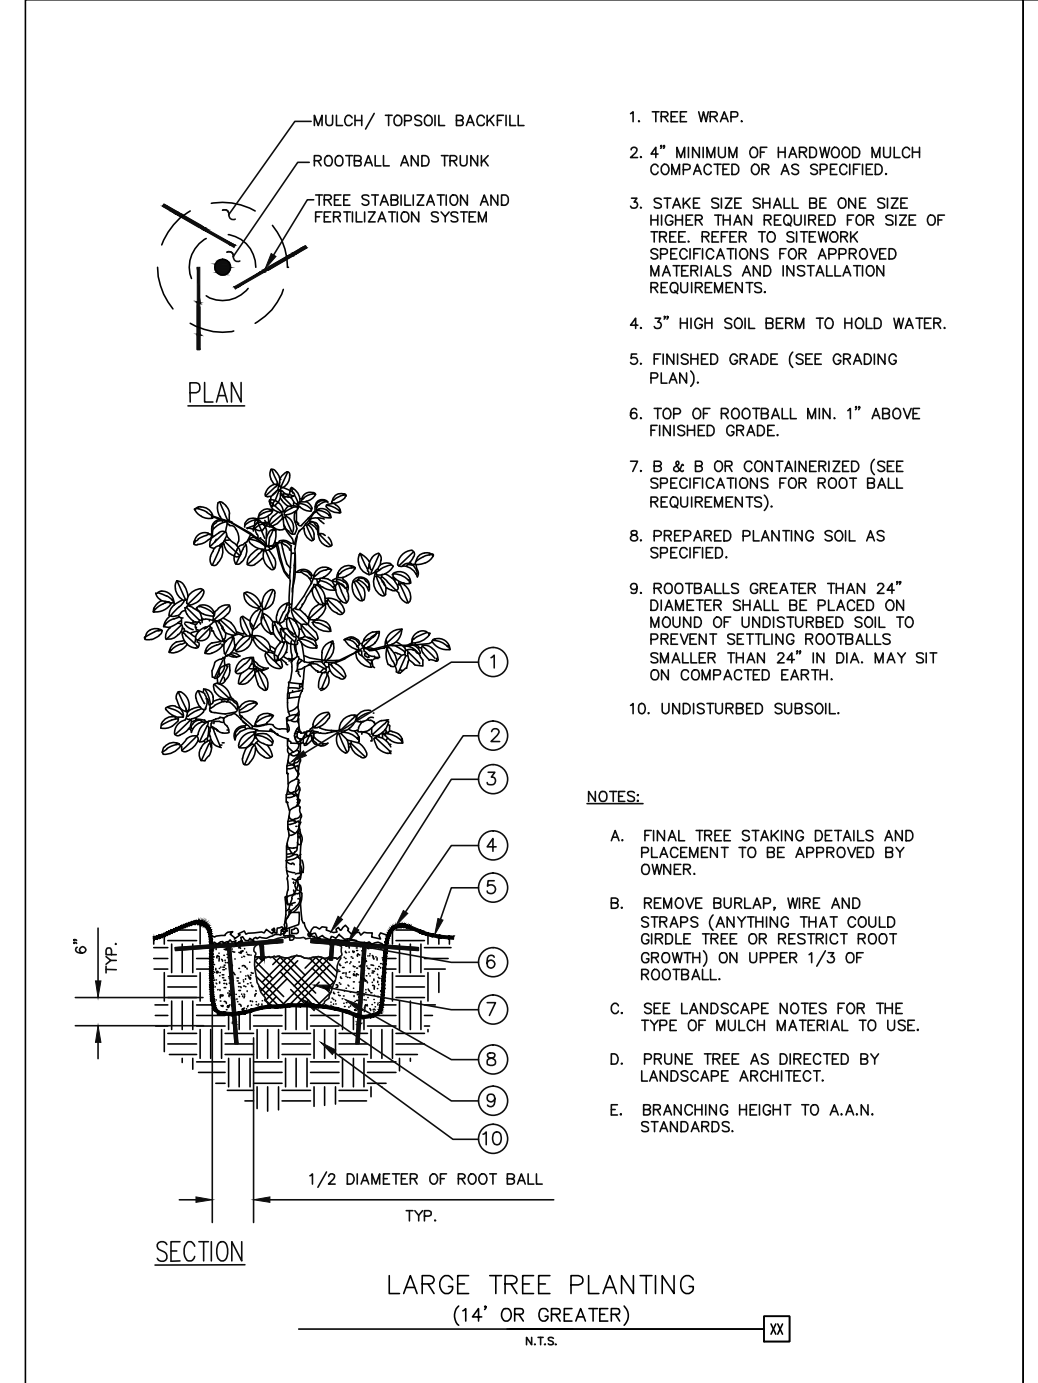 MULCH/ TOPSOIL BACKFILL
ROOTBALL AND TRUNK
TREE STABILIZATION AND
FERTILIZATION SYSTEM
PLAN
1. TREE WRAP.
2. 4" MINIMUM OF HARDWOOD MULCH
COMPACTED OR AS SPECIFIED.
3. STAKE SIZE SHALL BE ONE SIZE
HIGHER THAN REQUIRED FOR SIZE OF
TREE. REFER TO SITEWORK
SPECIFICATIONS FOR APPROVED
MATERIALS AND INSTALLATION
REQUIREMENTS.
4. 3" HIGH SOIL BERM TO HOLD WATER.
5. FINISHED GRADE (SEE GRADING
PLAN).
6. TOP OF ROOTBALL MIN. 1" ABOVE
FINISHED GRADE.
7. B & B OR CONTAINERIZED (SEE
SPECIFICATIONS FOR ROOT BALL
REQUIREMENTS).
8. PREPARED PLANTING SOIL AS
SPECIFIED.
9. ROOTBALLS GREATER THAN 24"
DIAMETER SHALL BE PLACED ON
MOUND OF UNDISTURBED SOIL TO
PREVENT SETTLING ROOTBALLS
SMALLER THAN 24" IN DIA. MAY SIT
ON COMPACTED EARTH.
10. UNDISTURBED SUBSOIL.
NOTES:
A. FINAL TREE STAKING DETAILS AND
PLACEMENT TO BE APPROVED BY
OWNER.
B. REMOVE BURLAP, WIRE AND
STRAPS (ANYTHING THAT COULD
GIRDLE TREE OR RESTRICT ROOT
GROWTH) ON UPPER 1/3 OF
ROOTBALL.
C. SEE LANDSCAPE NOTES FOR THE
TYPE OF MULCH MATERIAL TO USE.
D. PRUNE TREE AS DIRECTED BY
LANDSCAPE ARCHITECT.
E. BRANCHING HEIGHT TO A.A.N.
STANDARDS.
1
2
3
4
5
6
7
8
9
10
6"
TYP.
1/2 DIAMETER OF ROOT BALL
TYP.
SECTION
LARGE TREE PLANTING
(14' OR GREATER)
N.T.S.
XX